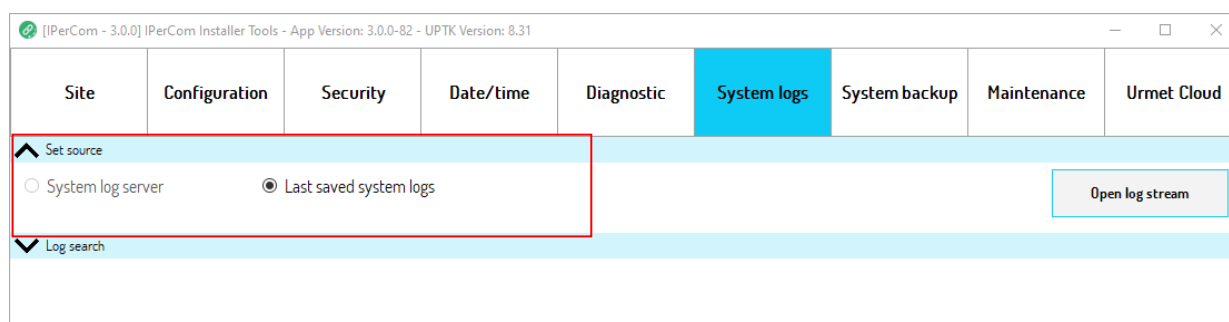 [IPerCom - 3.0.0] IPerCom Installer Tools - App Version: 3.0.0-82 - UPTK Version: 8.31
Site Configuration Security Date/time Diagnostic System logs System backup Maintenance Urmet Cloud
Set source
System log server Last saved system logs Open log stream
Log search